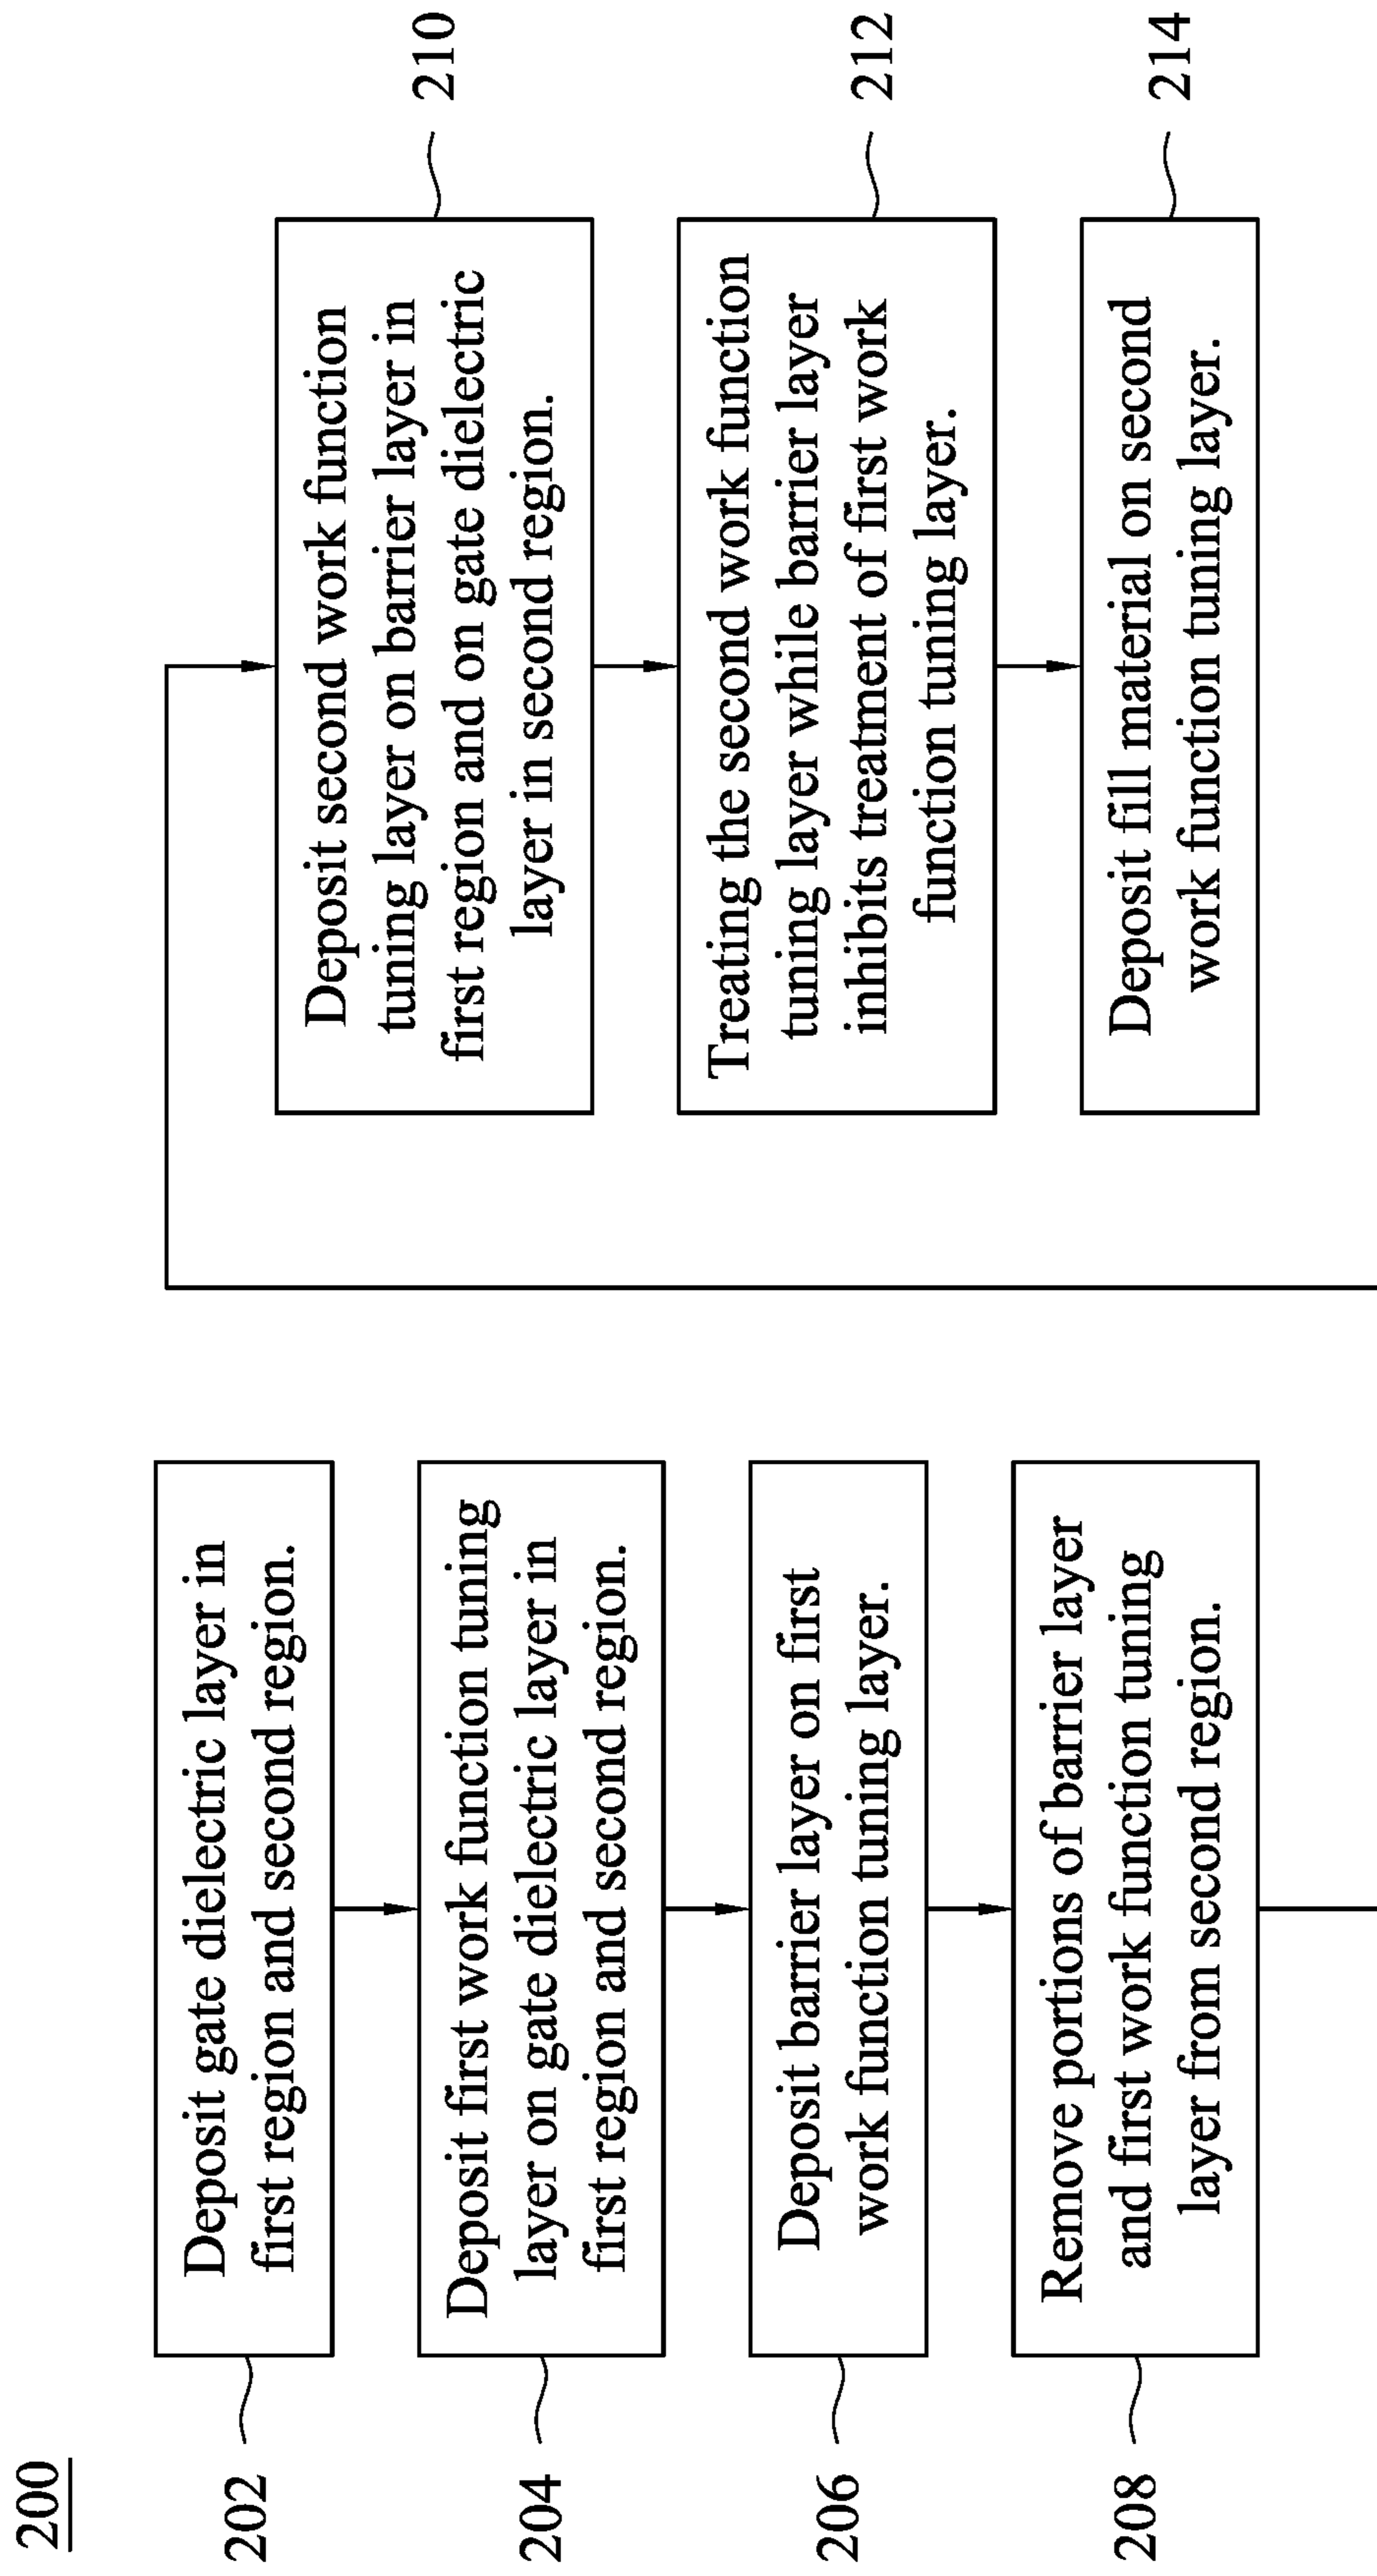 200
202
Deposit gate dielectric layer in
first region and second region.
204
Deposit first work function tuning
layer on gate dielectric layer in
first region and second region.
206
Deposit barrier layer on first
work function tuning layer.
208
Remove portions of barrier layer
and first work function tuning
layer from second region.
Deposit second work function
tuning layer on barrier layer in
first region and on gate dielectric
layer in second region.
210
Treating the second work function
tuning layer while barrier layer
inhibits treatment of first work
function tuning layer.
212
Deposit fill material on second
work function tuning layer.
214